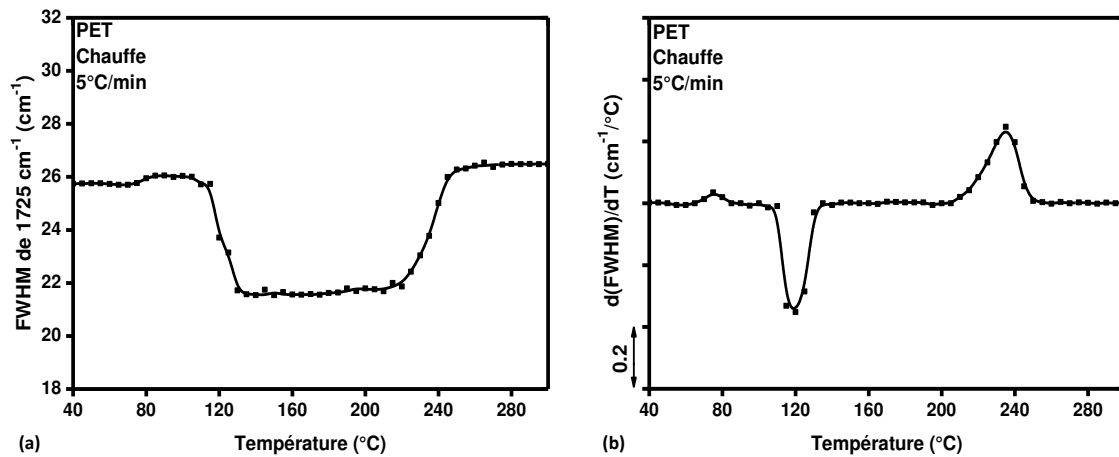 PET
Chauffe
5°C/min
FWHM de 1725 cm⁻¹ (cm⁻¹)
32
30
28
26
24
22
20
18
40 80 120 160 200 240 280
Température (°C)
(a)
PET
Chauffe
5°C/min
d(FWHM)/dT (cm⁻¹/°C)
0.2
40 80 120 160 200 240 280
Température (°C)
(b)